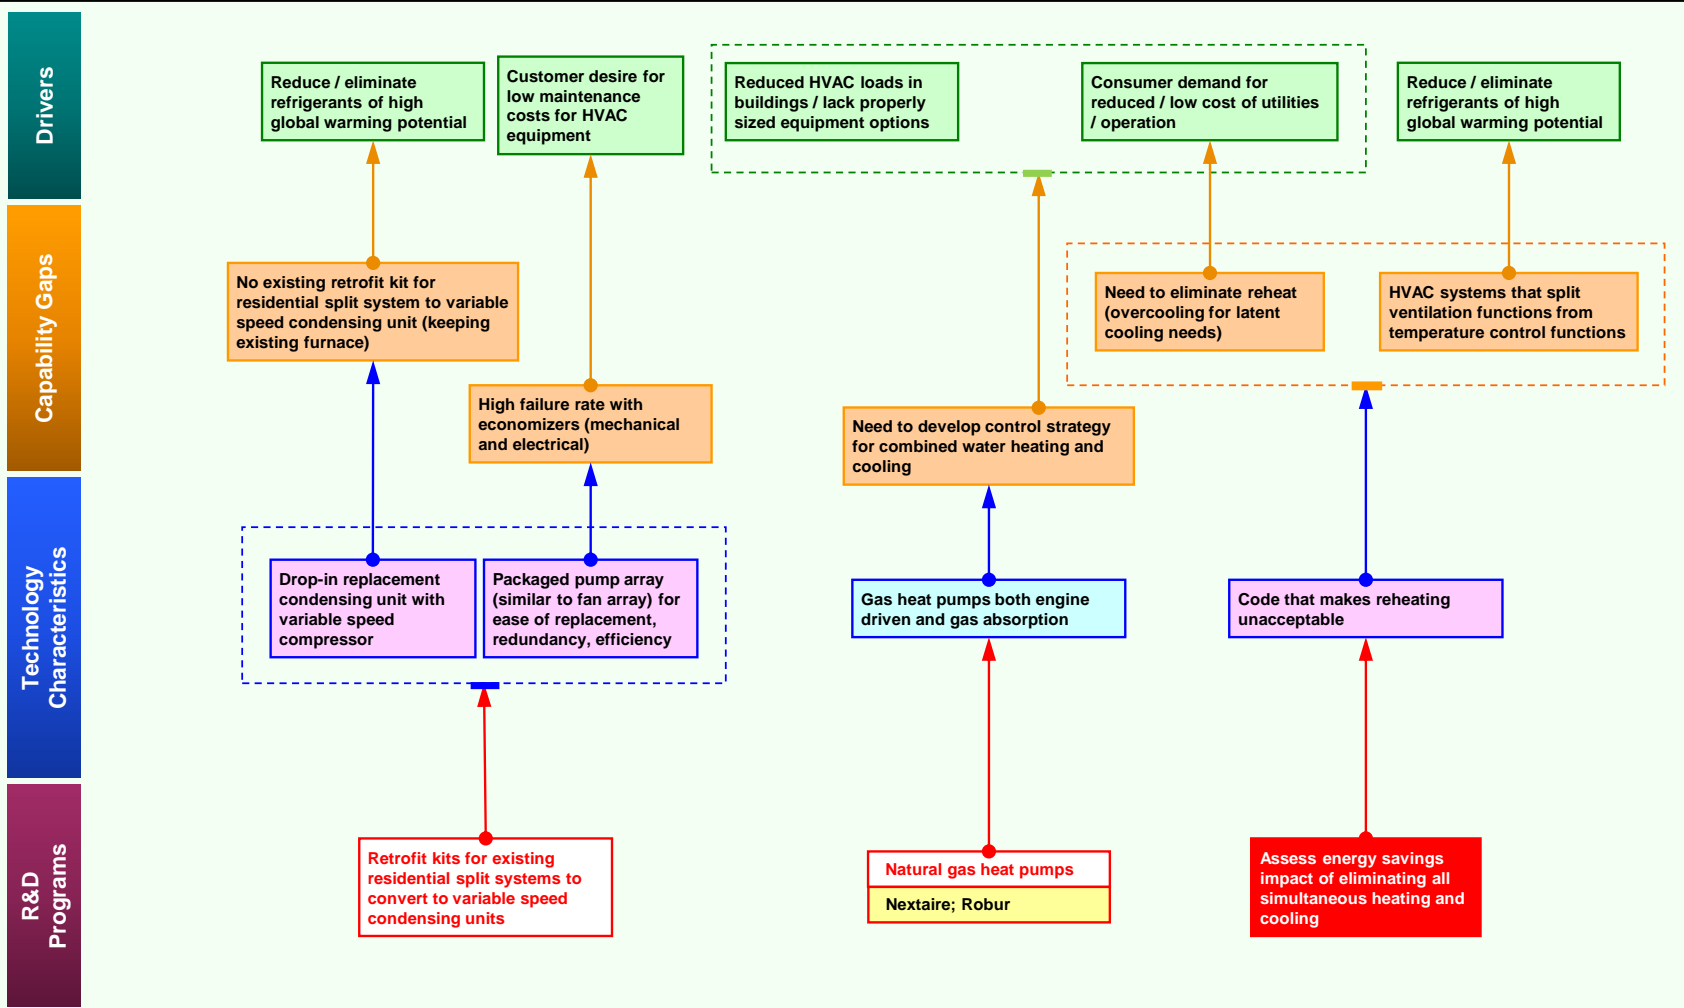 Drivers
Reduce / eliminate
refrigerants of high
global warming potential
Customer desire for
low maintenance
costs for HVAC
equipment
Reduced HVAC loads in
buildings / lack properly
sized equipment options
Consumer demand for
reduced / low cost of utilities
/ operation
Reduce / eliminate
refrigerants of high
global warming potential
Capability Gaps
No existing retrofit kit for
residential split system to variable
speed condensing unit (keeping
existing furnace)
High failure rate with
economizers (mechanical
and electrical)
Need to develop control strategy
for combined water heating and
cooling
Need to eliminate reheat
(overcooling for latent
cooling needs)
HVAC systems that split
ventilation functions from
temperature control functions
Technology
Characteristics
Drop-in replacement
condensing unit with
variable speed
compressor
Packaged pump array
(similar to fan array) for
ease of replacement,
redundancy, efficiency
Gas heat pumps both engine
driven and gas absorption
Code that makes reheating
unacceptable
R&D
Programs
Retrofit kits for existing
residential split systems to
convert to variable speed
condensing units
Natural gas heat pumps
Nextaire; Robur
Assess energy savings
impact of eliminating all
simultaneous heating and
cooling